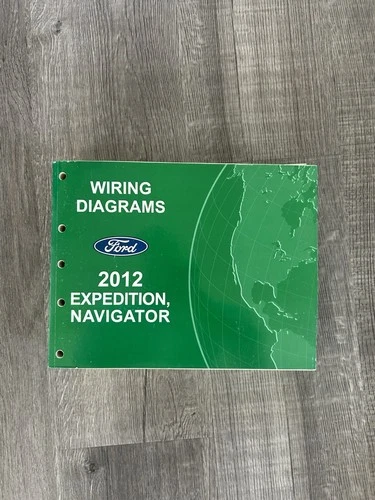 WIRING
DIAGRAMS
Ford
2012
EXPEDITION,
NAVIGATOR